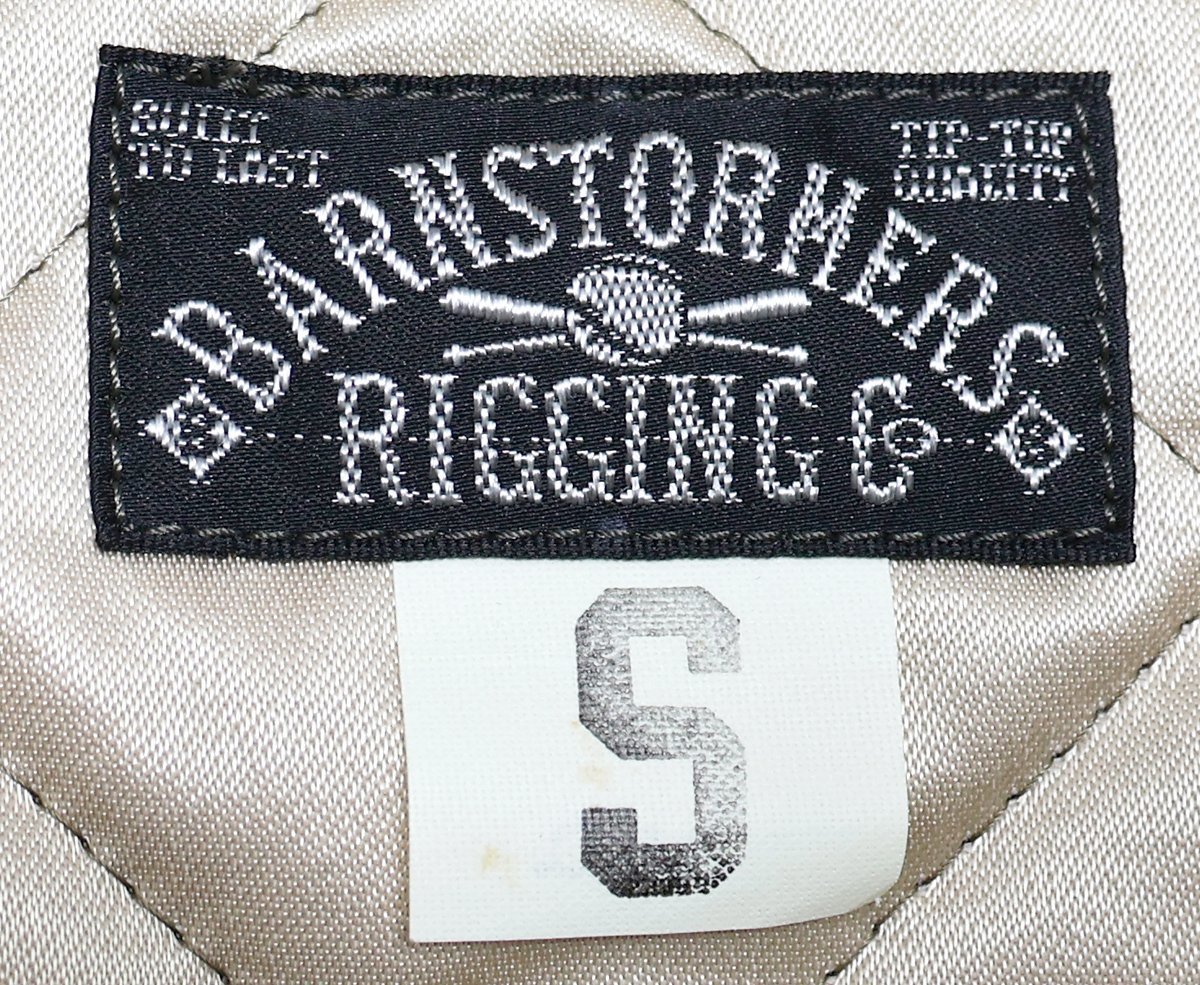 BUILT
TO LAST
TIP-TOP
QUALITY
BARNSTORMERS
RIGGING Co
S